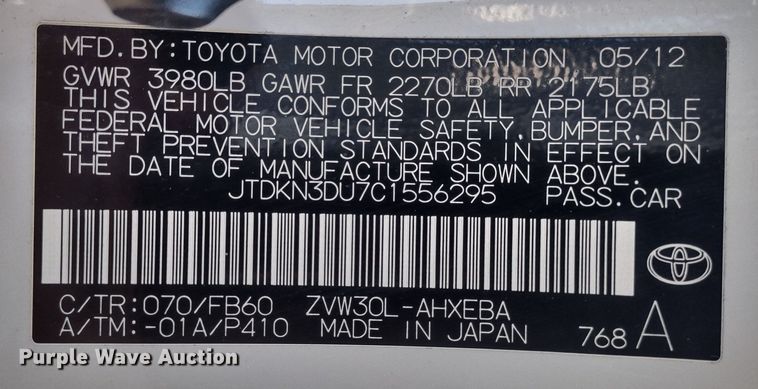 MFD.BY:TOYOTA MOTOR CORPORATION 05/12
GVWR 3980LB GAWR FR 2270LB RR 2175LB
THIS VEHICLE CONFORMS TO ALL APPLICABLE
FEDERAL MOTOR VEHICLE SAFETY,BUMPER,AND
THEFT PREVENTION STANDARDS IN EFFECT ON
THE DATE OF MANUFACTURE SHOWN ABOVE.
JTDKN3DU7C1556295 PASS.CAR
C/TR:070/FB60 ZVW30L-AHXEBA
A/TM:-01A/P410 MADE IN JAPAN 768 A
Purple Wave Auction